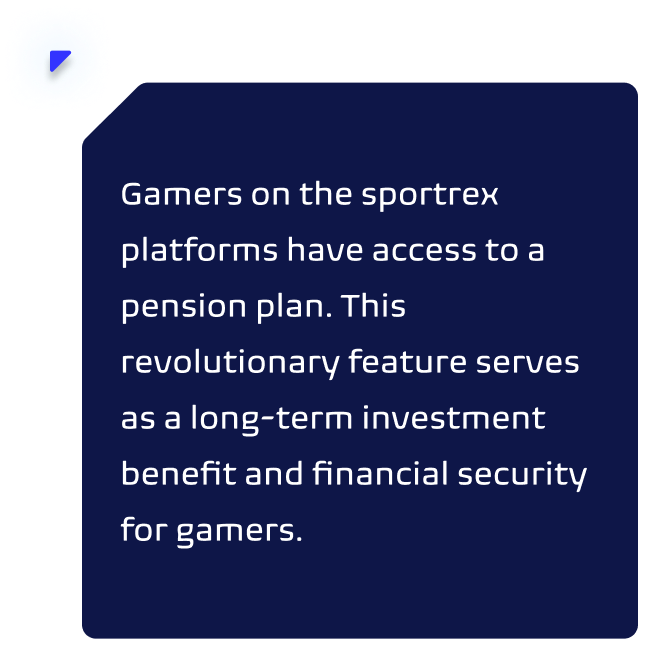 Gamers on the sportrex
platforms have access to a
pension plan. This
revolutionary feature serves
as a long-term investment
benefit and financial security
for gamers.